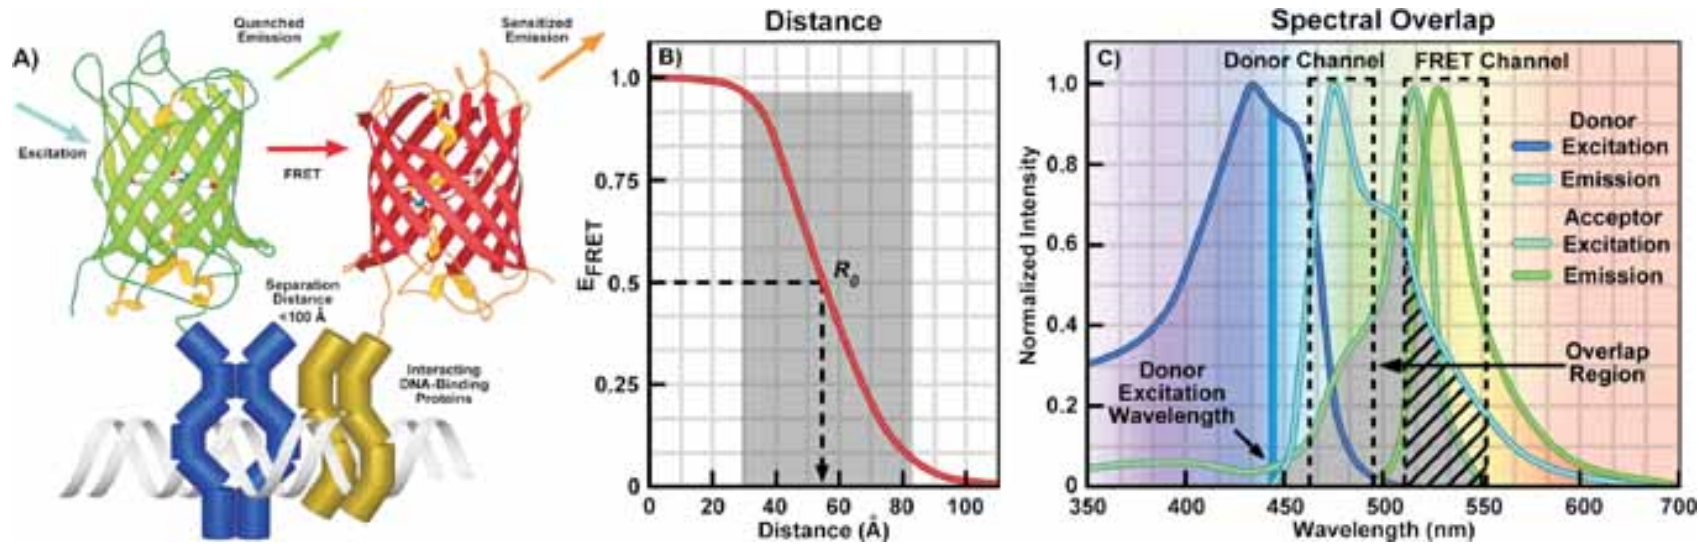 A)
Quenched
Emission
Sensitized
Emission
Excitation
FRET
Separation
Distance
<100 Å
Interacting
DNA-Binding
Proteins
Distance
B)
1.0
0.75
0.5
0.25
0
EFRET
R0
0 20 40 60 80 100
Distance (Å)
Spectral Overlap
C)
Donor Channel
FRET Channel
1.0
0.8
0.6
0.4
0.2
0
Normalized Intensity
Donor
Excitation
Emission
Acceptor
Excitation
Emission
Overlap
Region
Donor
Excitation
Wavelength
350 400 450 500 550 600 700
Wavelength (nm)